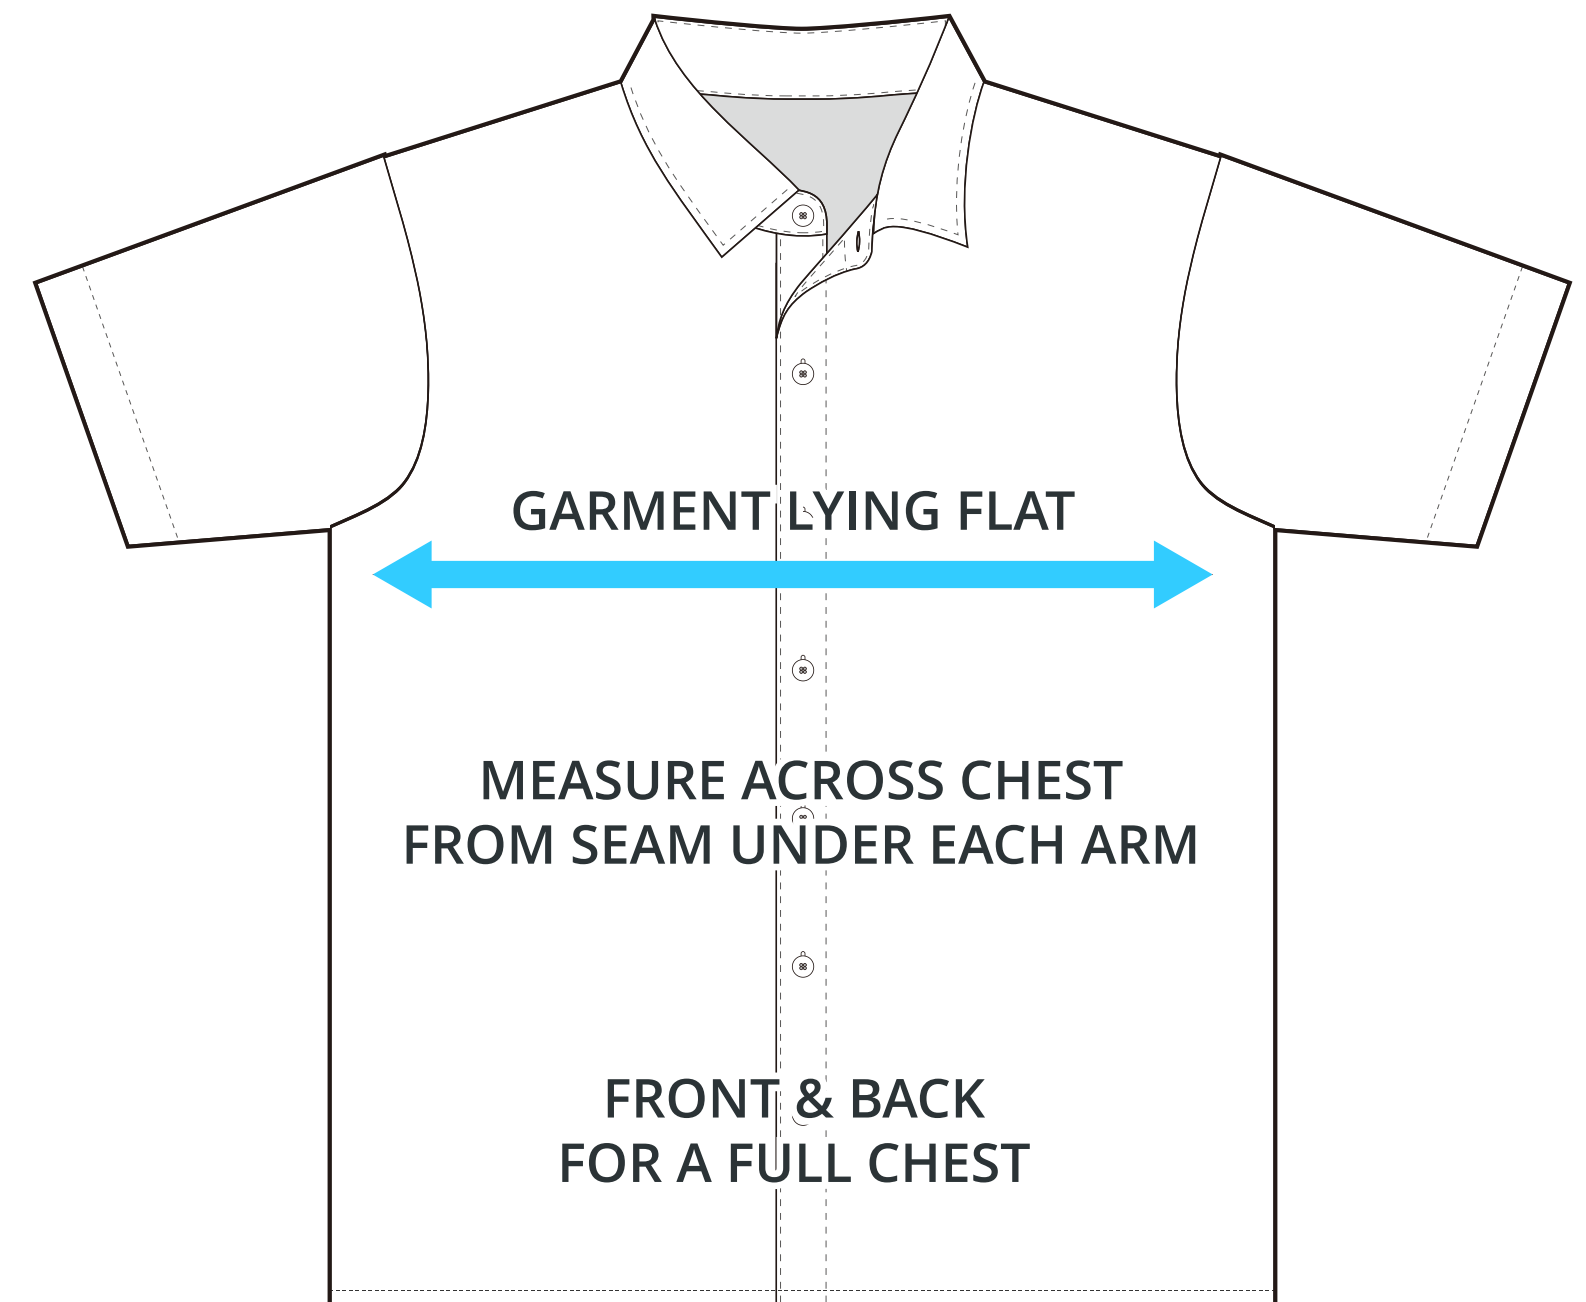 GARMENT LYING FLAT
MEASURE ACROSS CHEST
FROM SEAM UNDER EACH ARM
FRONT & BACK
FOR A FULL CHEST